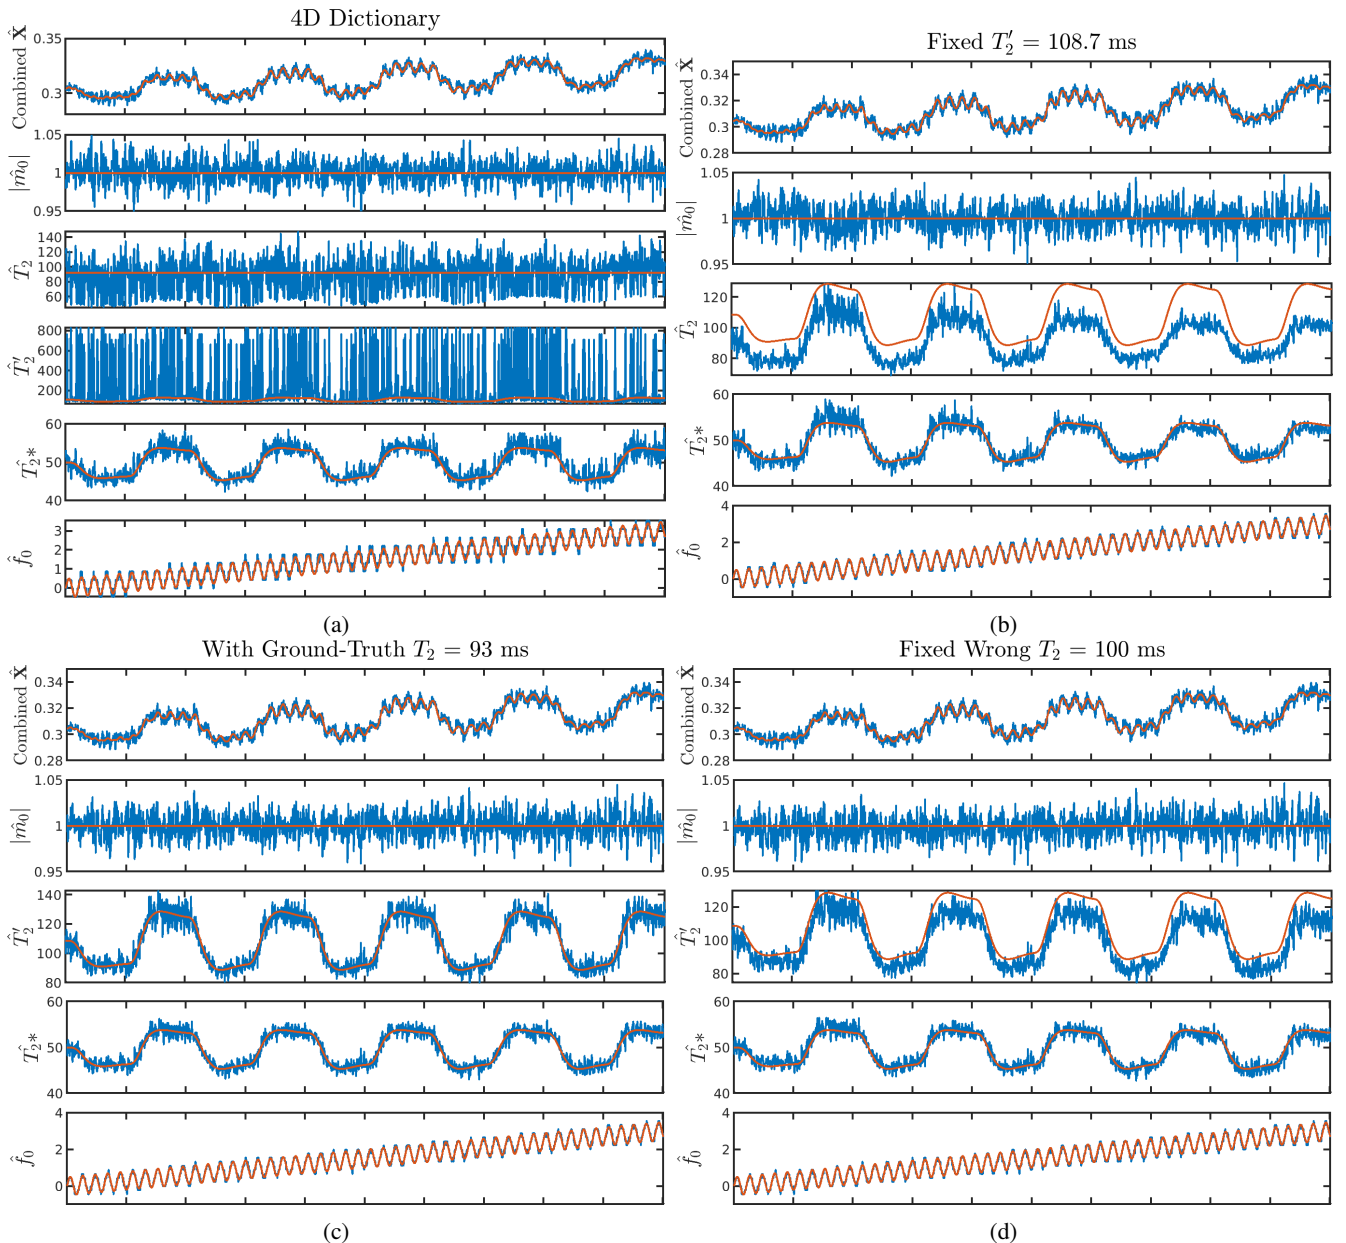 4D Dictionary
Combined X̂
0.35
0.3
|m̂₀|
1.05
1
0.95
T̂₂
140
120
100
80
60
T̂₂′
800
600
400
200
T̂₂*
60
50
40
f̂₀
3
2
1
0
(a)
Fixed T₂′ = 108.7 ms
Combined X̂
0.34
0.32
0.3
0.28
|m̂₀|
1.05
1
0.95
T̂₂
120
100
80
T̂₂*
60
50
40
f̂₀
4
2
0
(b)
With Ground-Truth T₂ = 93 ms
Combined X̂
0.34
0.32
0.3
0.28
|m̂₀|
1.05
1
0.95
T̂₂′
140
120
100
80
T̂₂*
60
50
40
f̂₀
4
2
0
(c)
Fixed Wrong T₂ = 100 ms
Combined X̂
0.34
0.32
0.3
0.28
|m̂₀|
1.05
1
0.95
T̂₂′
120
100
80
T̂₂*
60
50
40
f̂₀
4
2
0
(d)